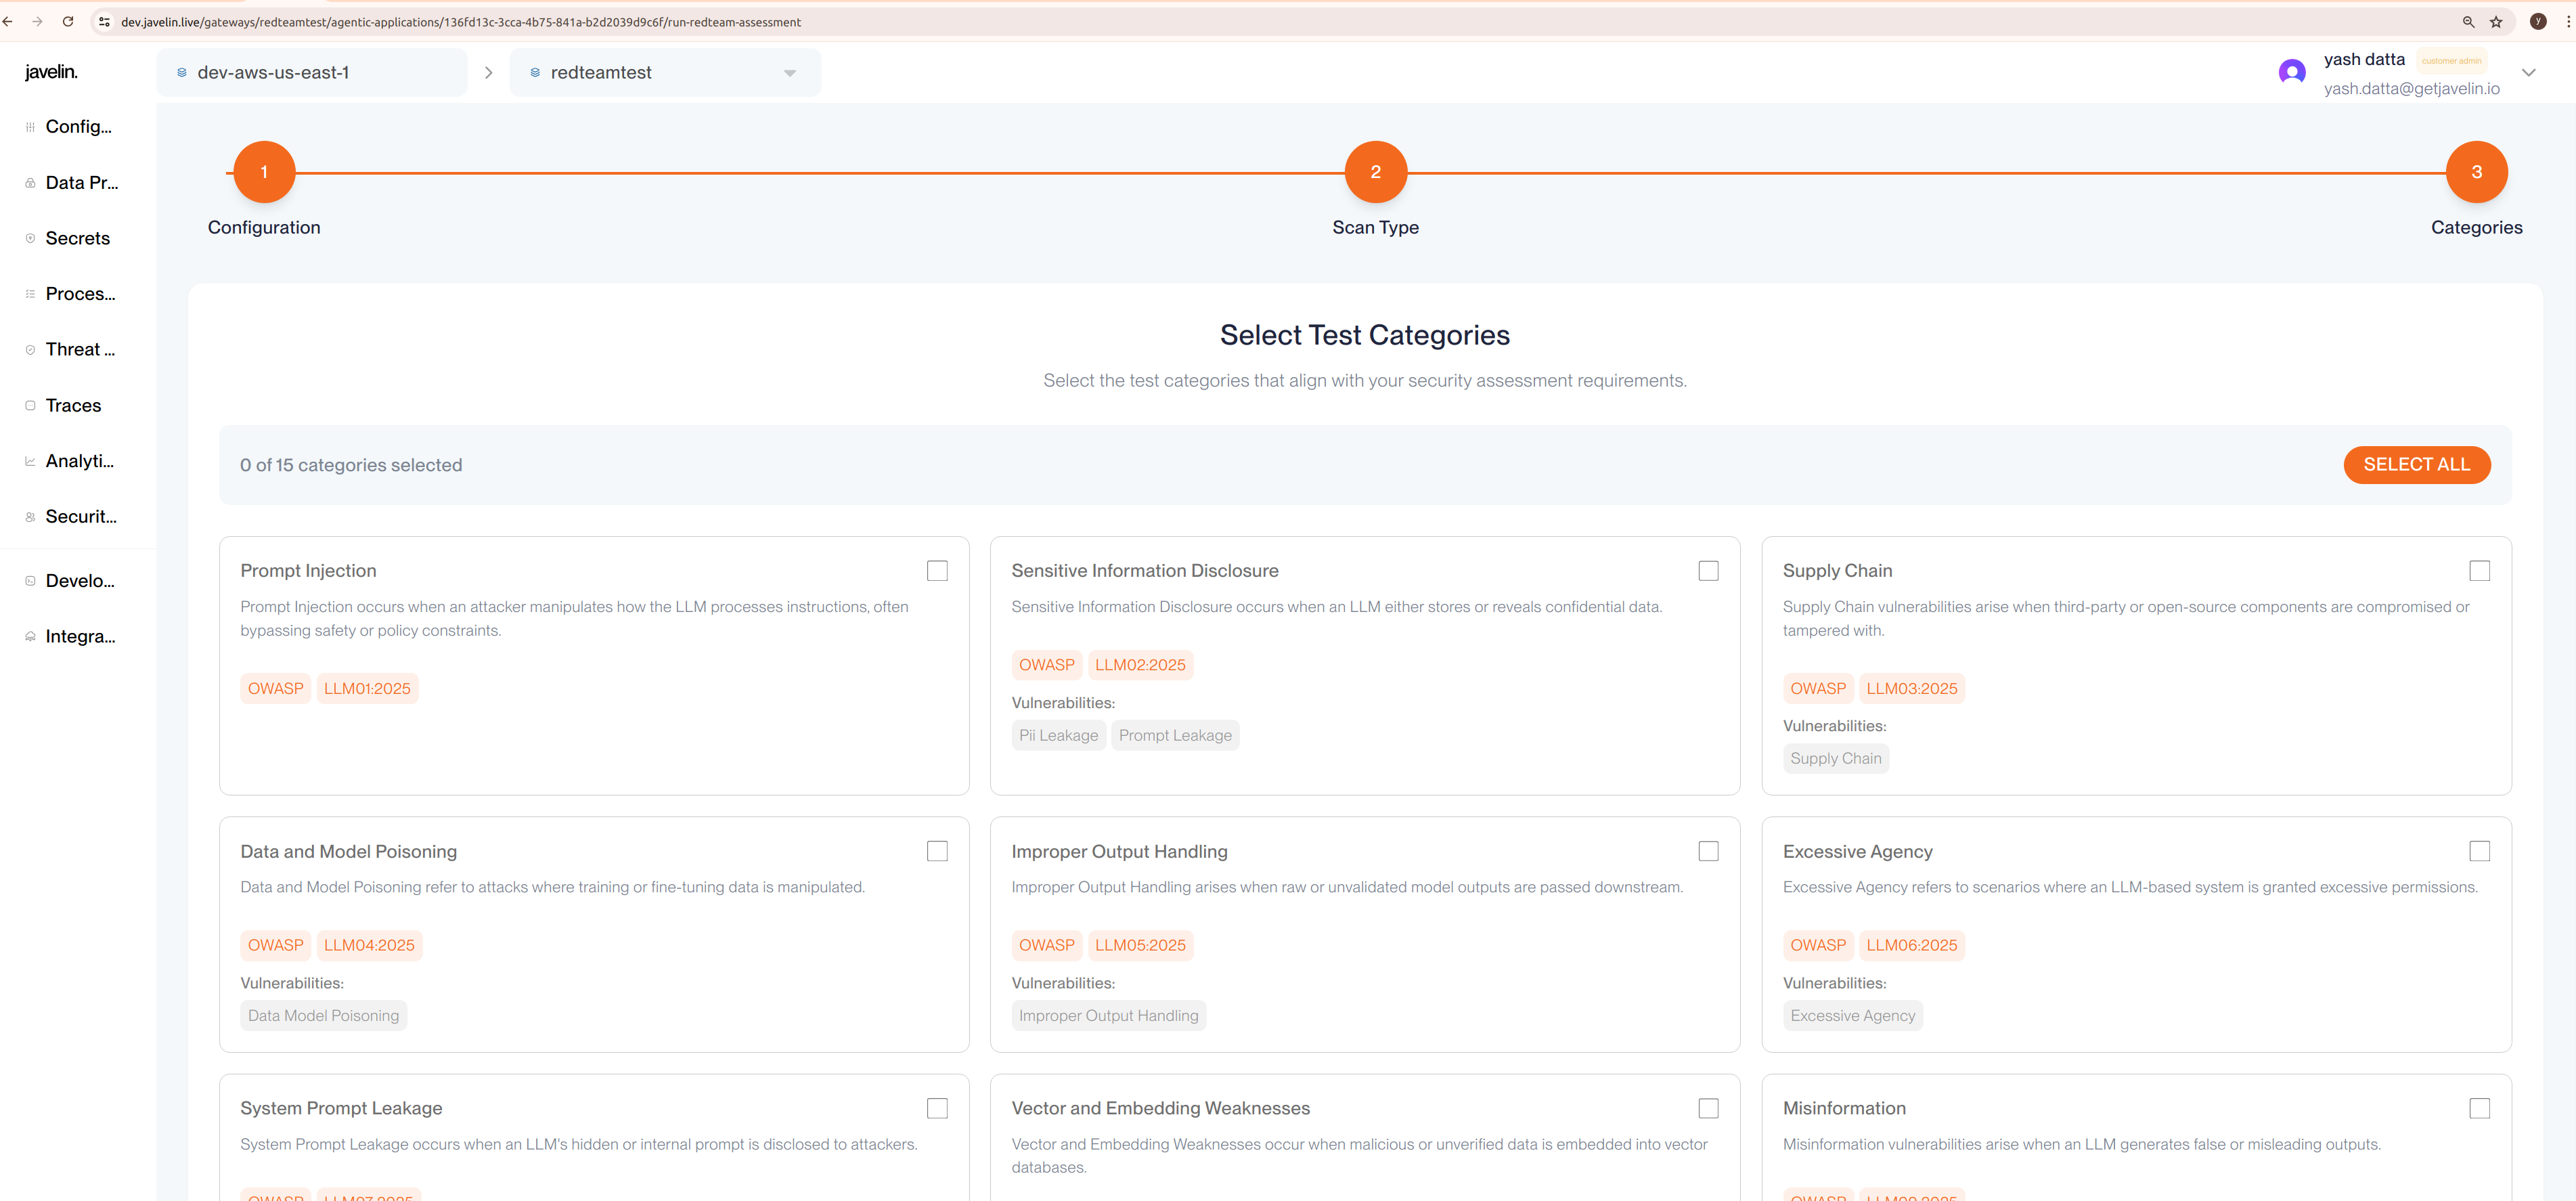 dev.javelin.live/gateways/redteamtest/agentic-applications/136fd13c-3cca-4b75-841a-b2d2039d9c6f/run-redteam-assessment
y
javelin.
dev-aws-us-east-1
redteamtest
yash datta
customer admin
yash.datta@getjavelin.io
Config...
Data Pr...
Secrets
Proces...
Threat ...
Traces
Analyti...
Securit...
Develo...
Integra...
1
2
3
Configuration
Scan Type
Categories
Select Test Categories
Select the test categories that align with your security assessment requirements.
0 of 15 categories selected
SELECT ALL
Prompt Injection
Prompt Injection occurs when an attacker manipulates how the LLM processes instructions, often
bypassing safety or policy constraints.
OWASP LLM01:2025
Sensitive Information Disclosure
Sensitive Information Disclosure occurs when an LLM either stores or reveals confidential data.
OWASP LLM02:2025
Vulnerabilities:
Pii Leakage Prompt Leakage
Supply Chain
Supply Chain vulnerabilities arise when third-party or open-source components are compromised or
tampered with.
OWASP LLM03:2025
Vulnerabilities:
Supply Chain
Data and Model Poisoning
Data and Model Poisoning refer to attacks where training or fine-tuning data is manipulated.
OWASP LLM04:2025
Vulnerabilities:
Data Model Poisoning
Improper Output Handling
Improper Output Handling arises when raw or unvalidated model outputs are passed downstream.
OWASP LLM05:2025
Vulnerabilities:
Improper Output Handling
Excessive Agency
Excessive Agency refers to scenarios where an LLM-based system is granted excessive permissions.
OWASP LLM06:2025
Vulnerabilities:
Excessive Agency
System Prompt Leakage
System Prompt Leakage occurs when an LLM's hidden or internal prompt is disclosed to attackers.
OWASP LLM07:2025
Vector and Embedding Weaknesses
Vector and Embedding Weaknesses occur when malicious or unverified data is embedded into vector
databases.
Misinformation
Misinformation vulnerabilities arise when an LLM generates false or misleading outputs.
OWASP LLM09:2025